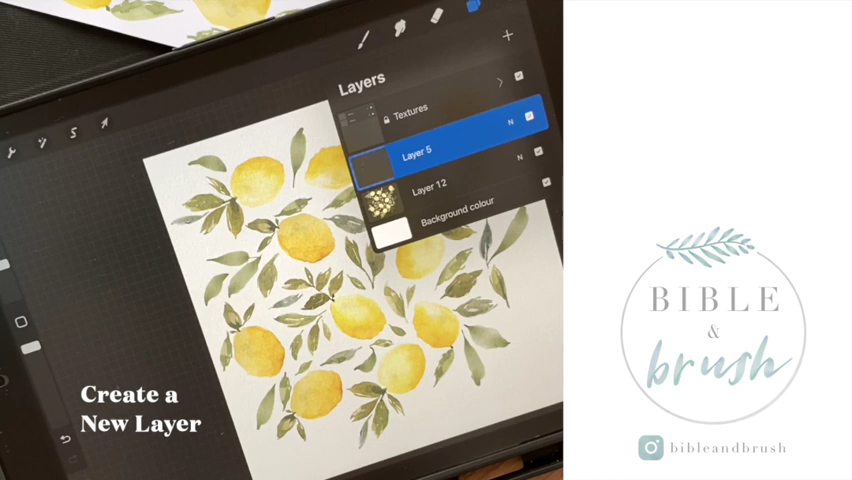 Layers
Textures
Layer 5
N
Layer 12
N
Background colour
Create a
New Layer
BIBLE
&
brush
bibleandbrush